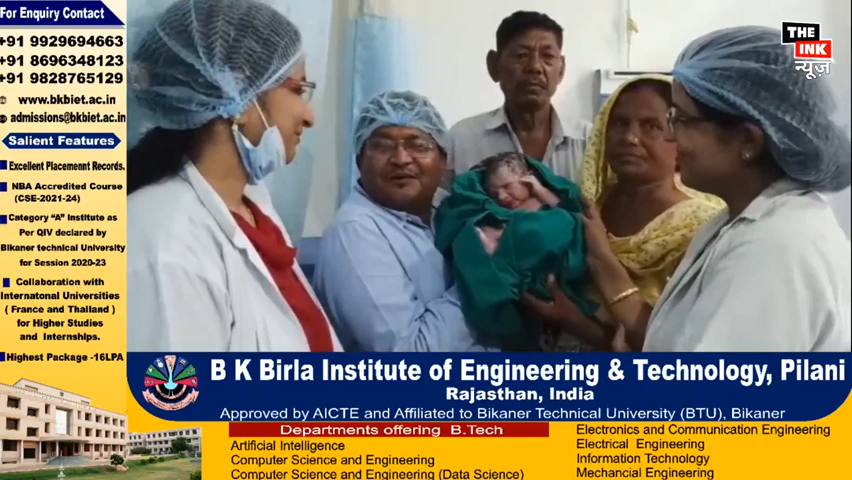 For Enquiry Contact
+91 9929694663
+91 8696348123
+91 9828765129
www.bkbiet.ac.in
admissions@bkbiet.ac.in
Salient Features
Excellent Placemennt Records.
NBA Accredited Course
(CSE-2021-24)
Category "A" Institute as
Per QIV declared by
Bikaner technical University
for Session 2020-23
Collaboration with
Internatonal Universities
( France and Thailand )
for Higher Studies
and Internships.
Highest Package -16LPA
THE
INK
न्यूज़
B K Birla Institute of Engineering & Technology, Pilani
Rajasthan, India
Approved by AICTE and Affiliated to Bikaner Technical University (BTU), Bikaner
Departments offering B.Tech
Artificial Intelligence
Computer Science and Engineering
Computer Science and Engineering (Data Science)
Electronics and Communication Engineering
Electrical Engineering
Information Technology
Mechancial Engineering